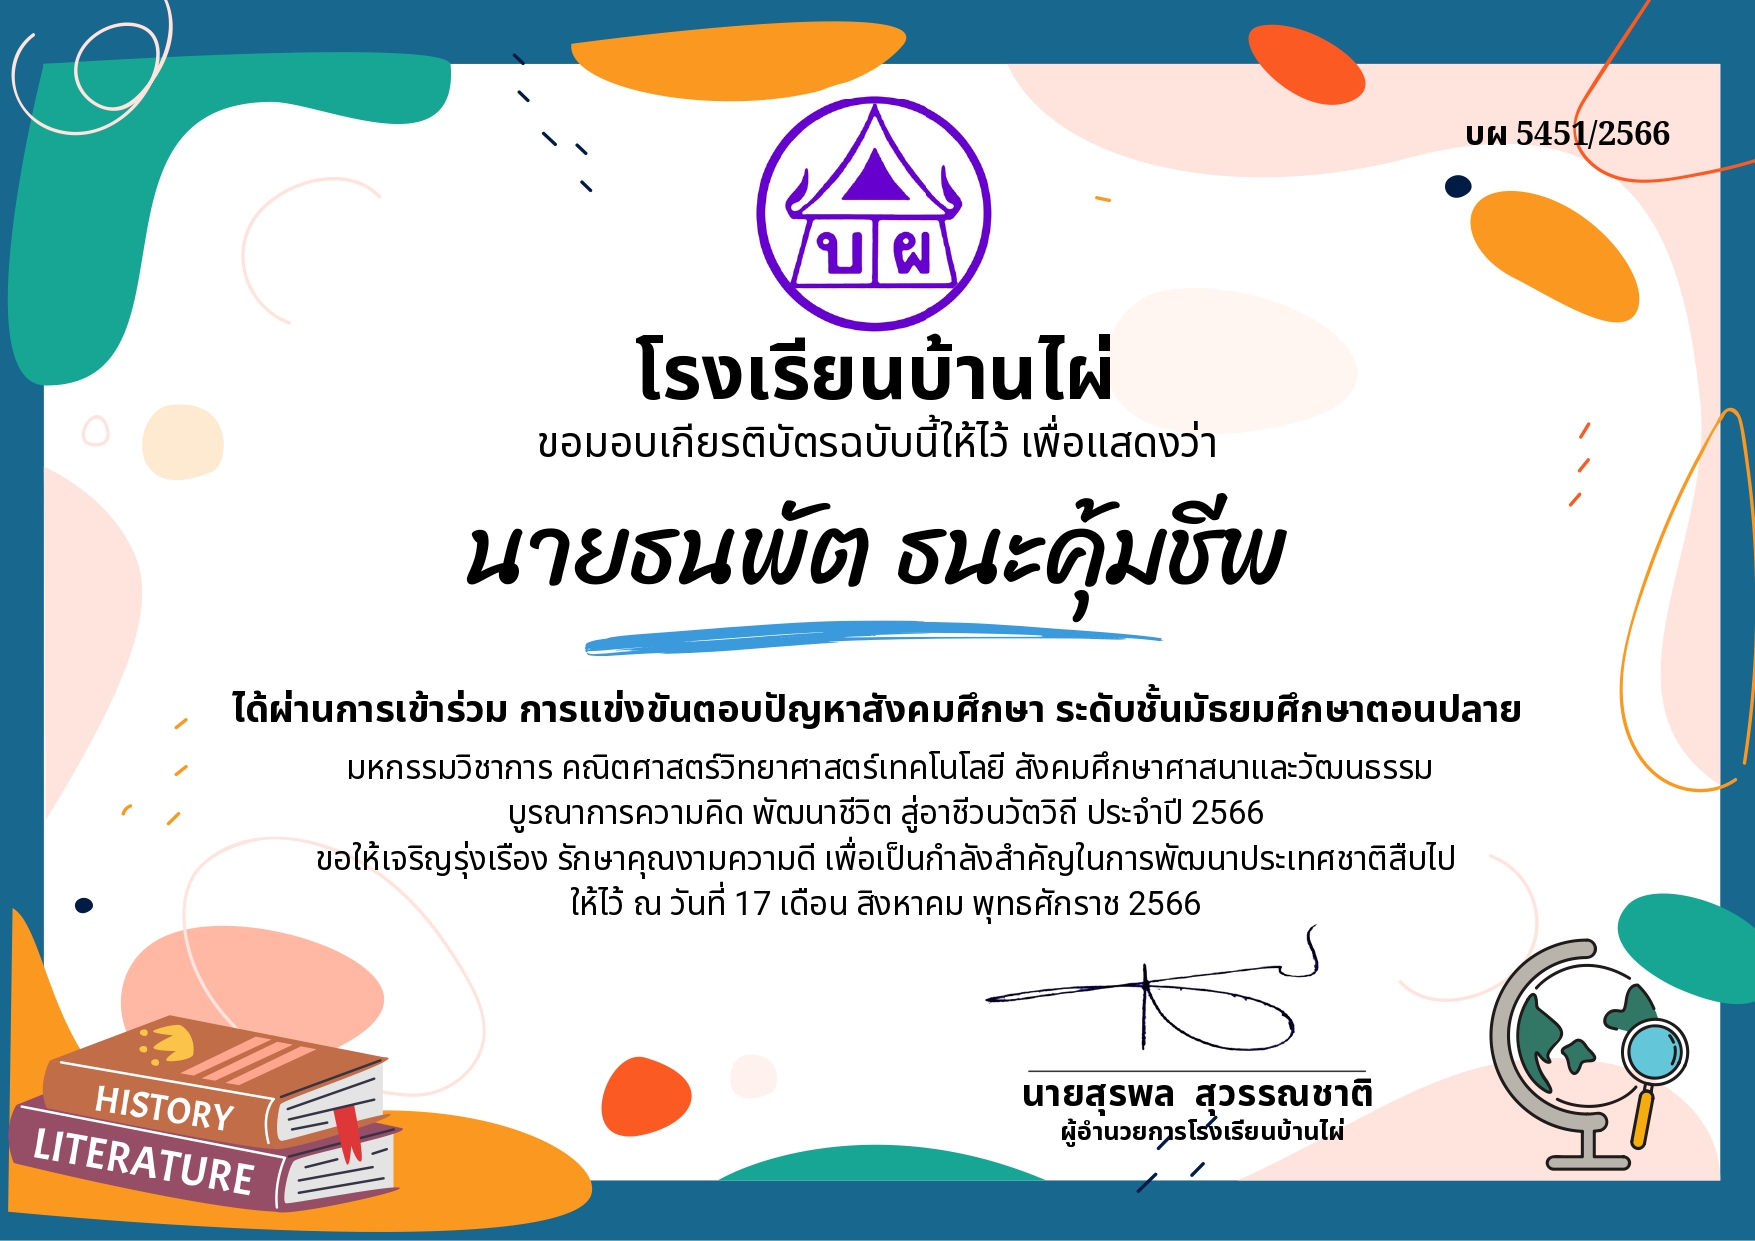 บผ 5451/2566
บผ
โรงเรียนบ้านไผ่
ขอมอบเกียรติบัตรฉบับนี้ให้ไว้ เพื่อแสดงว่า
นายธนพัต ธนะคุ้มชีพ
ได้ผ่านการเข้าร่วม การแข่งขันตอบปัญหาสังคมศึกษา ระดับชั้นมัธยมศึกษาตอนปลาย
มหกรรมวิชาการ คณิตศาสตร์วิทยาศาสตร์เทคโนโลยี สังคมศึกษาศาสนาและวัฒนธรรม
บูรณาการความคิด พัฒนาชีวิต สู่อาชีวนวัตวิถี ประจำปี 2566
ขอให้เจริญรุ่งเรือง รักษาคุณงามความดี เพื่อเป็นกำลังสำคัญในการพัฒนาประเทศชาติสืบไป
ให้ไว้ ณ วันที่ 17 เดือน สิงหาคม พุทธศักราช 2566
นายสุรพล สุวรรณชาติ
ผู้อำนวยการโรงเรียนบ้านไผ่
HISTORY
LITERATURE